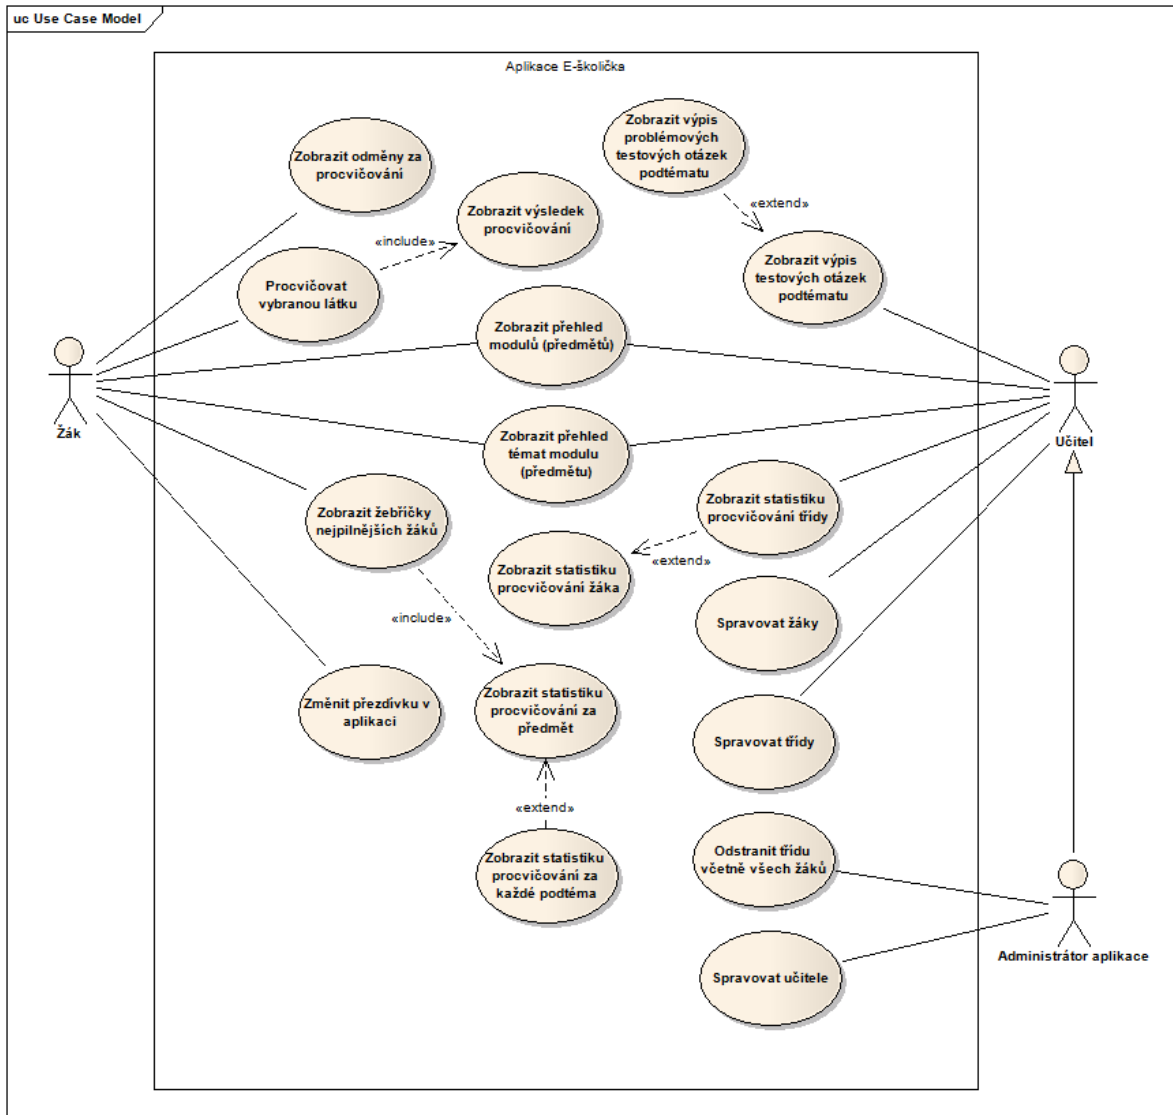 uc Use Case Model
Aplikace E-školička
Zobrazit odměny za
procvičování
Zobrazit výpis
problémových
testových otázek
podtématu
«extend»
Zobrazit výsledek
procvičování
«include»
Zobrazit výpis
testových otázek
podtématu
Procvičovat
vybranou látku
Zobrazit přehled
modulů (předmětů)
Žák
Učitel
Zobrazit přehled
témat modulu
(předmětu)
Zobrazit žebříčky
nejpilnějších žáků
Zobrazit statistiku
procvičování třídy
«extend»
Zobrazit statistiku
procvičování žáka
«include»
Spravovat žáky
Změnit přezdívku v
aplikaci
Zobrazit statistiku
procvičování za
předmět
Spravovat třídy
«extend»
Zobrazit statistiku
procvičování za
každé podtéma
Odstranit třídu
včetně všech žáků
Administrátor aplikace
Spravovat učitele